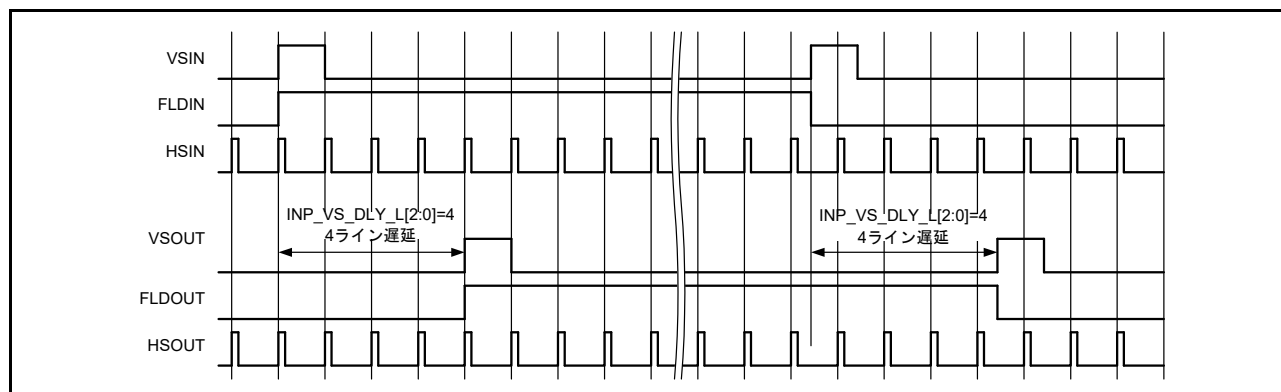 VSIN
FLDIN
HSIN
INP_VS_DLY_L[2:0]=4
4ライン遅延
INP_VS_DLY_L[2:0]=4
4ライン遅延
VSOUT
FLDOUT
HSOUT